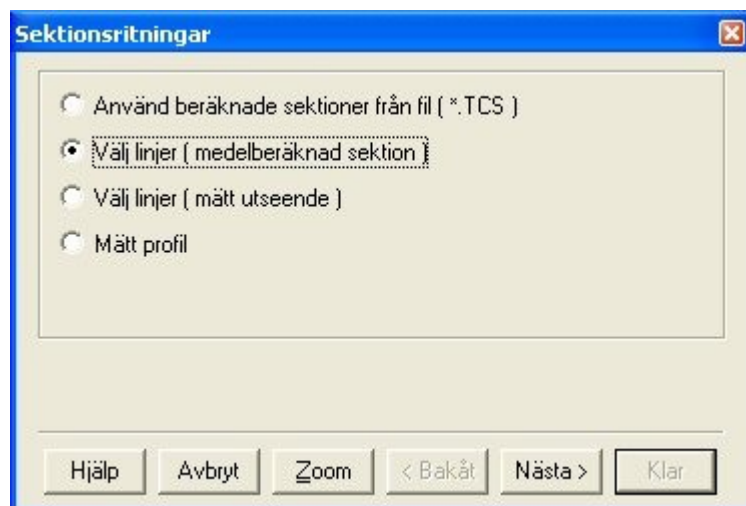 Sektionsritningar
Använd beräknade sektioner från fil ( *.TCS )
Välj linjer ( medelberäknad sektion )
Välj linjer ( mätt utseende )
Mätt profil
Hjälp Avbryt Zoom < Bakåt Nästa > Klar